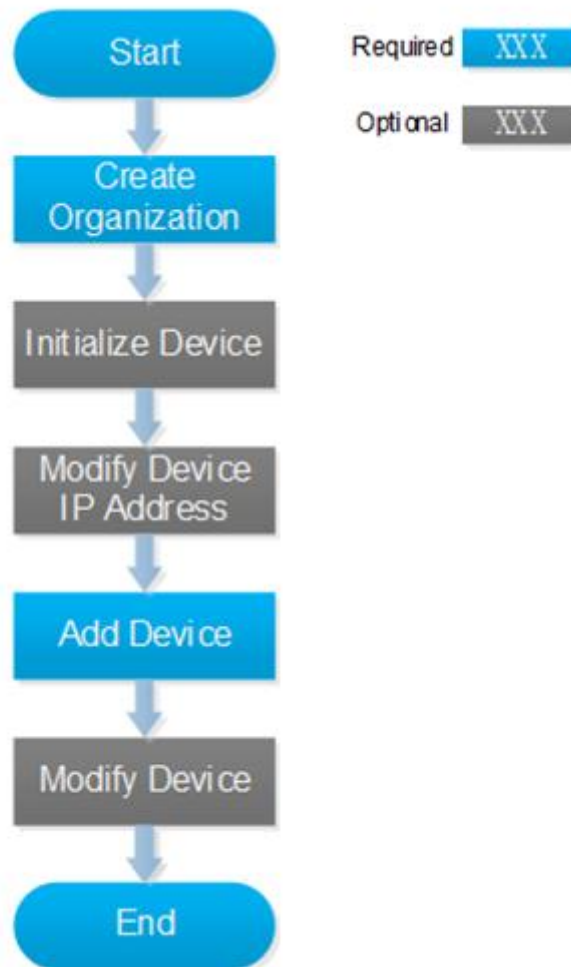 Start
Required XXX
Optional XXX
Create
Organization
Initialize Device
Modify Device
IP Address
Add Device
Modify Device
End